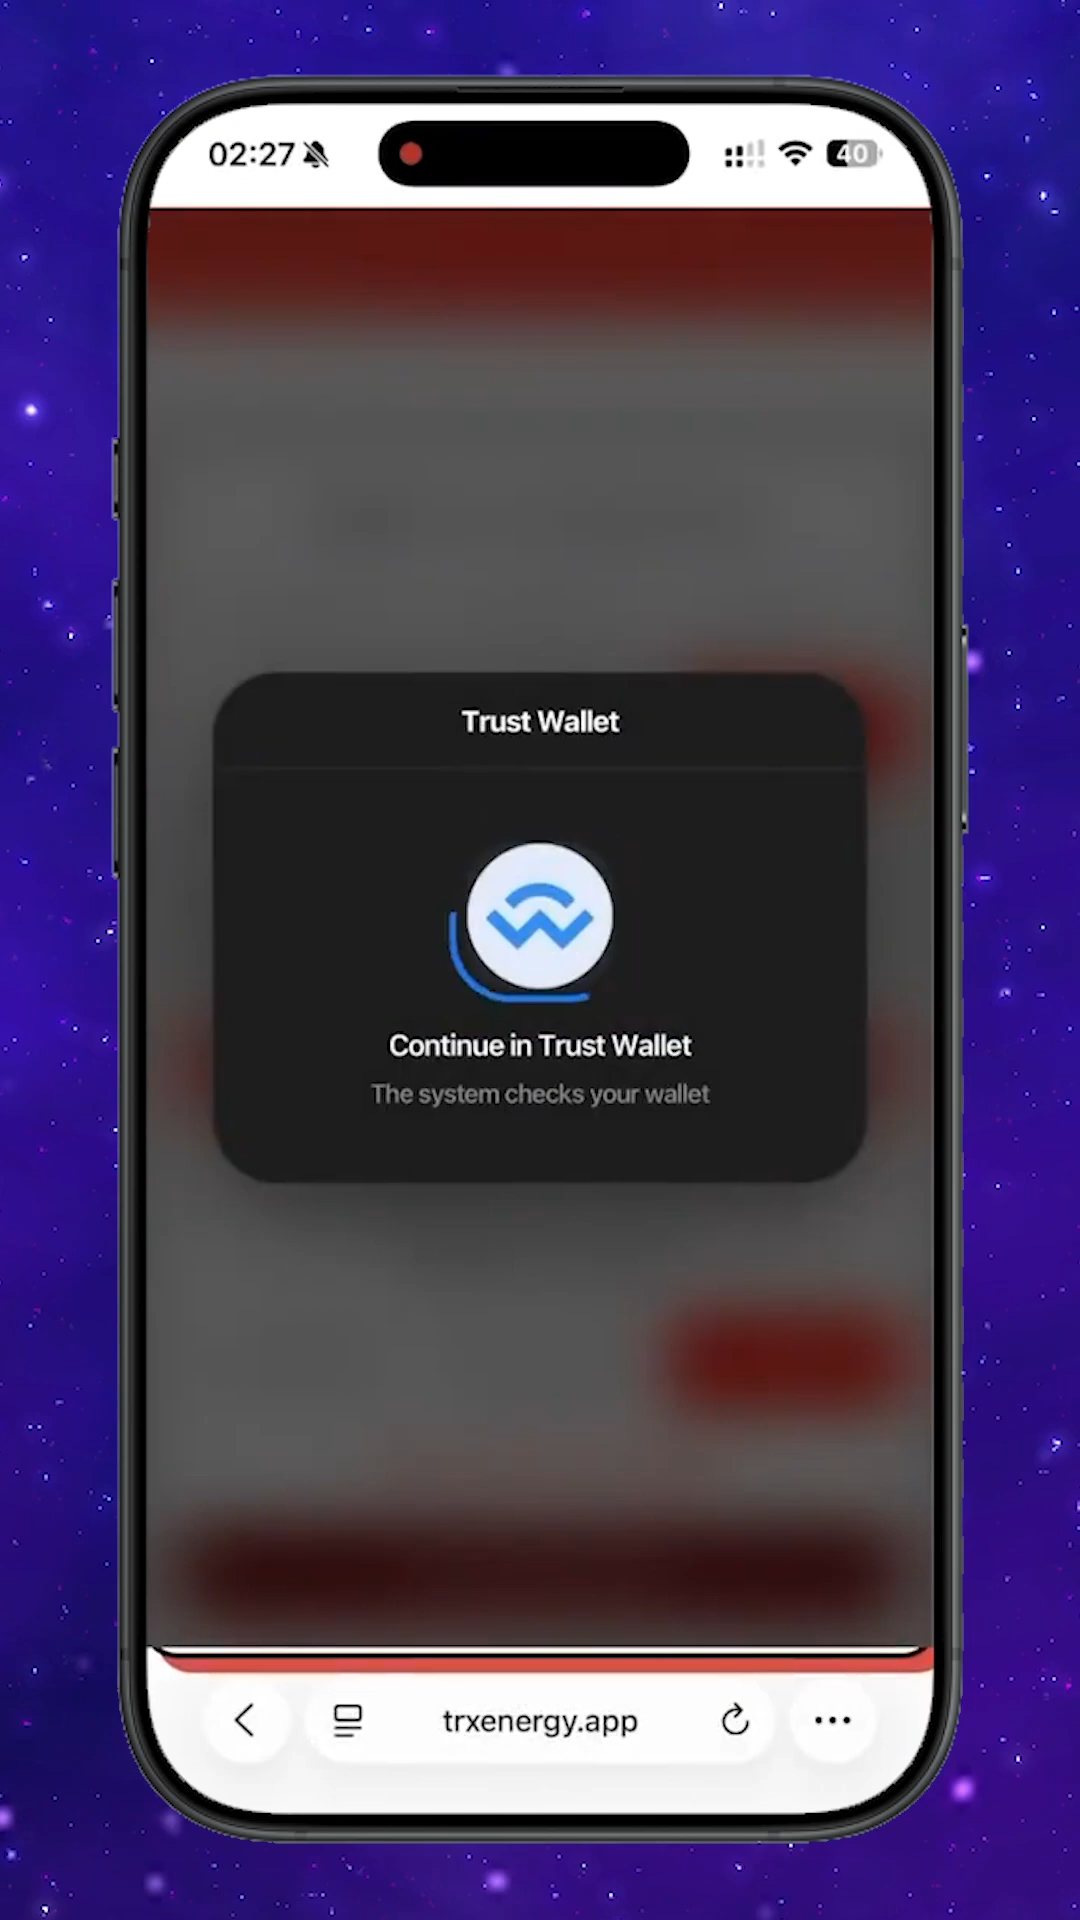 02:27
40
Trust Wallet
Continue in Trust Wallet
The system checks your wallet
trxenergy.app